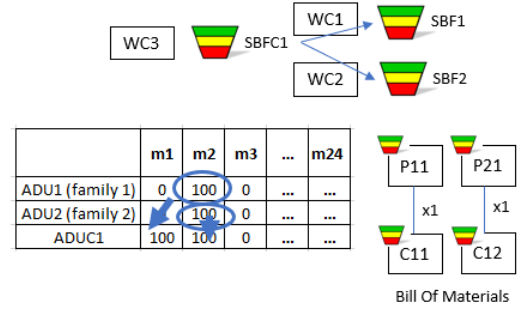 WC1
SBF1
WC3
SBFC1
WC2
SBF2
m1 m2 m3 ... m24
ADU1 (family 1) 0 100 0 ... ...
ADU2 (family 2) 100 0 ... ...
ADUC1 100 100 0 ... ...
P11 P21
x1 x1
C11 C12
Bill Of Materials